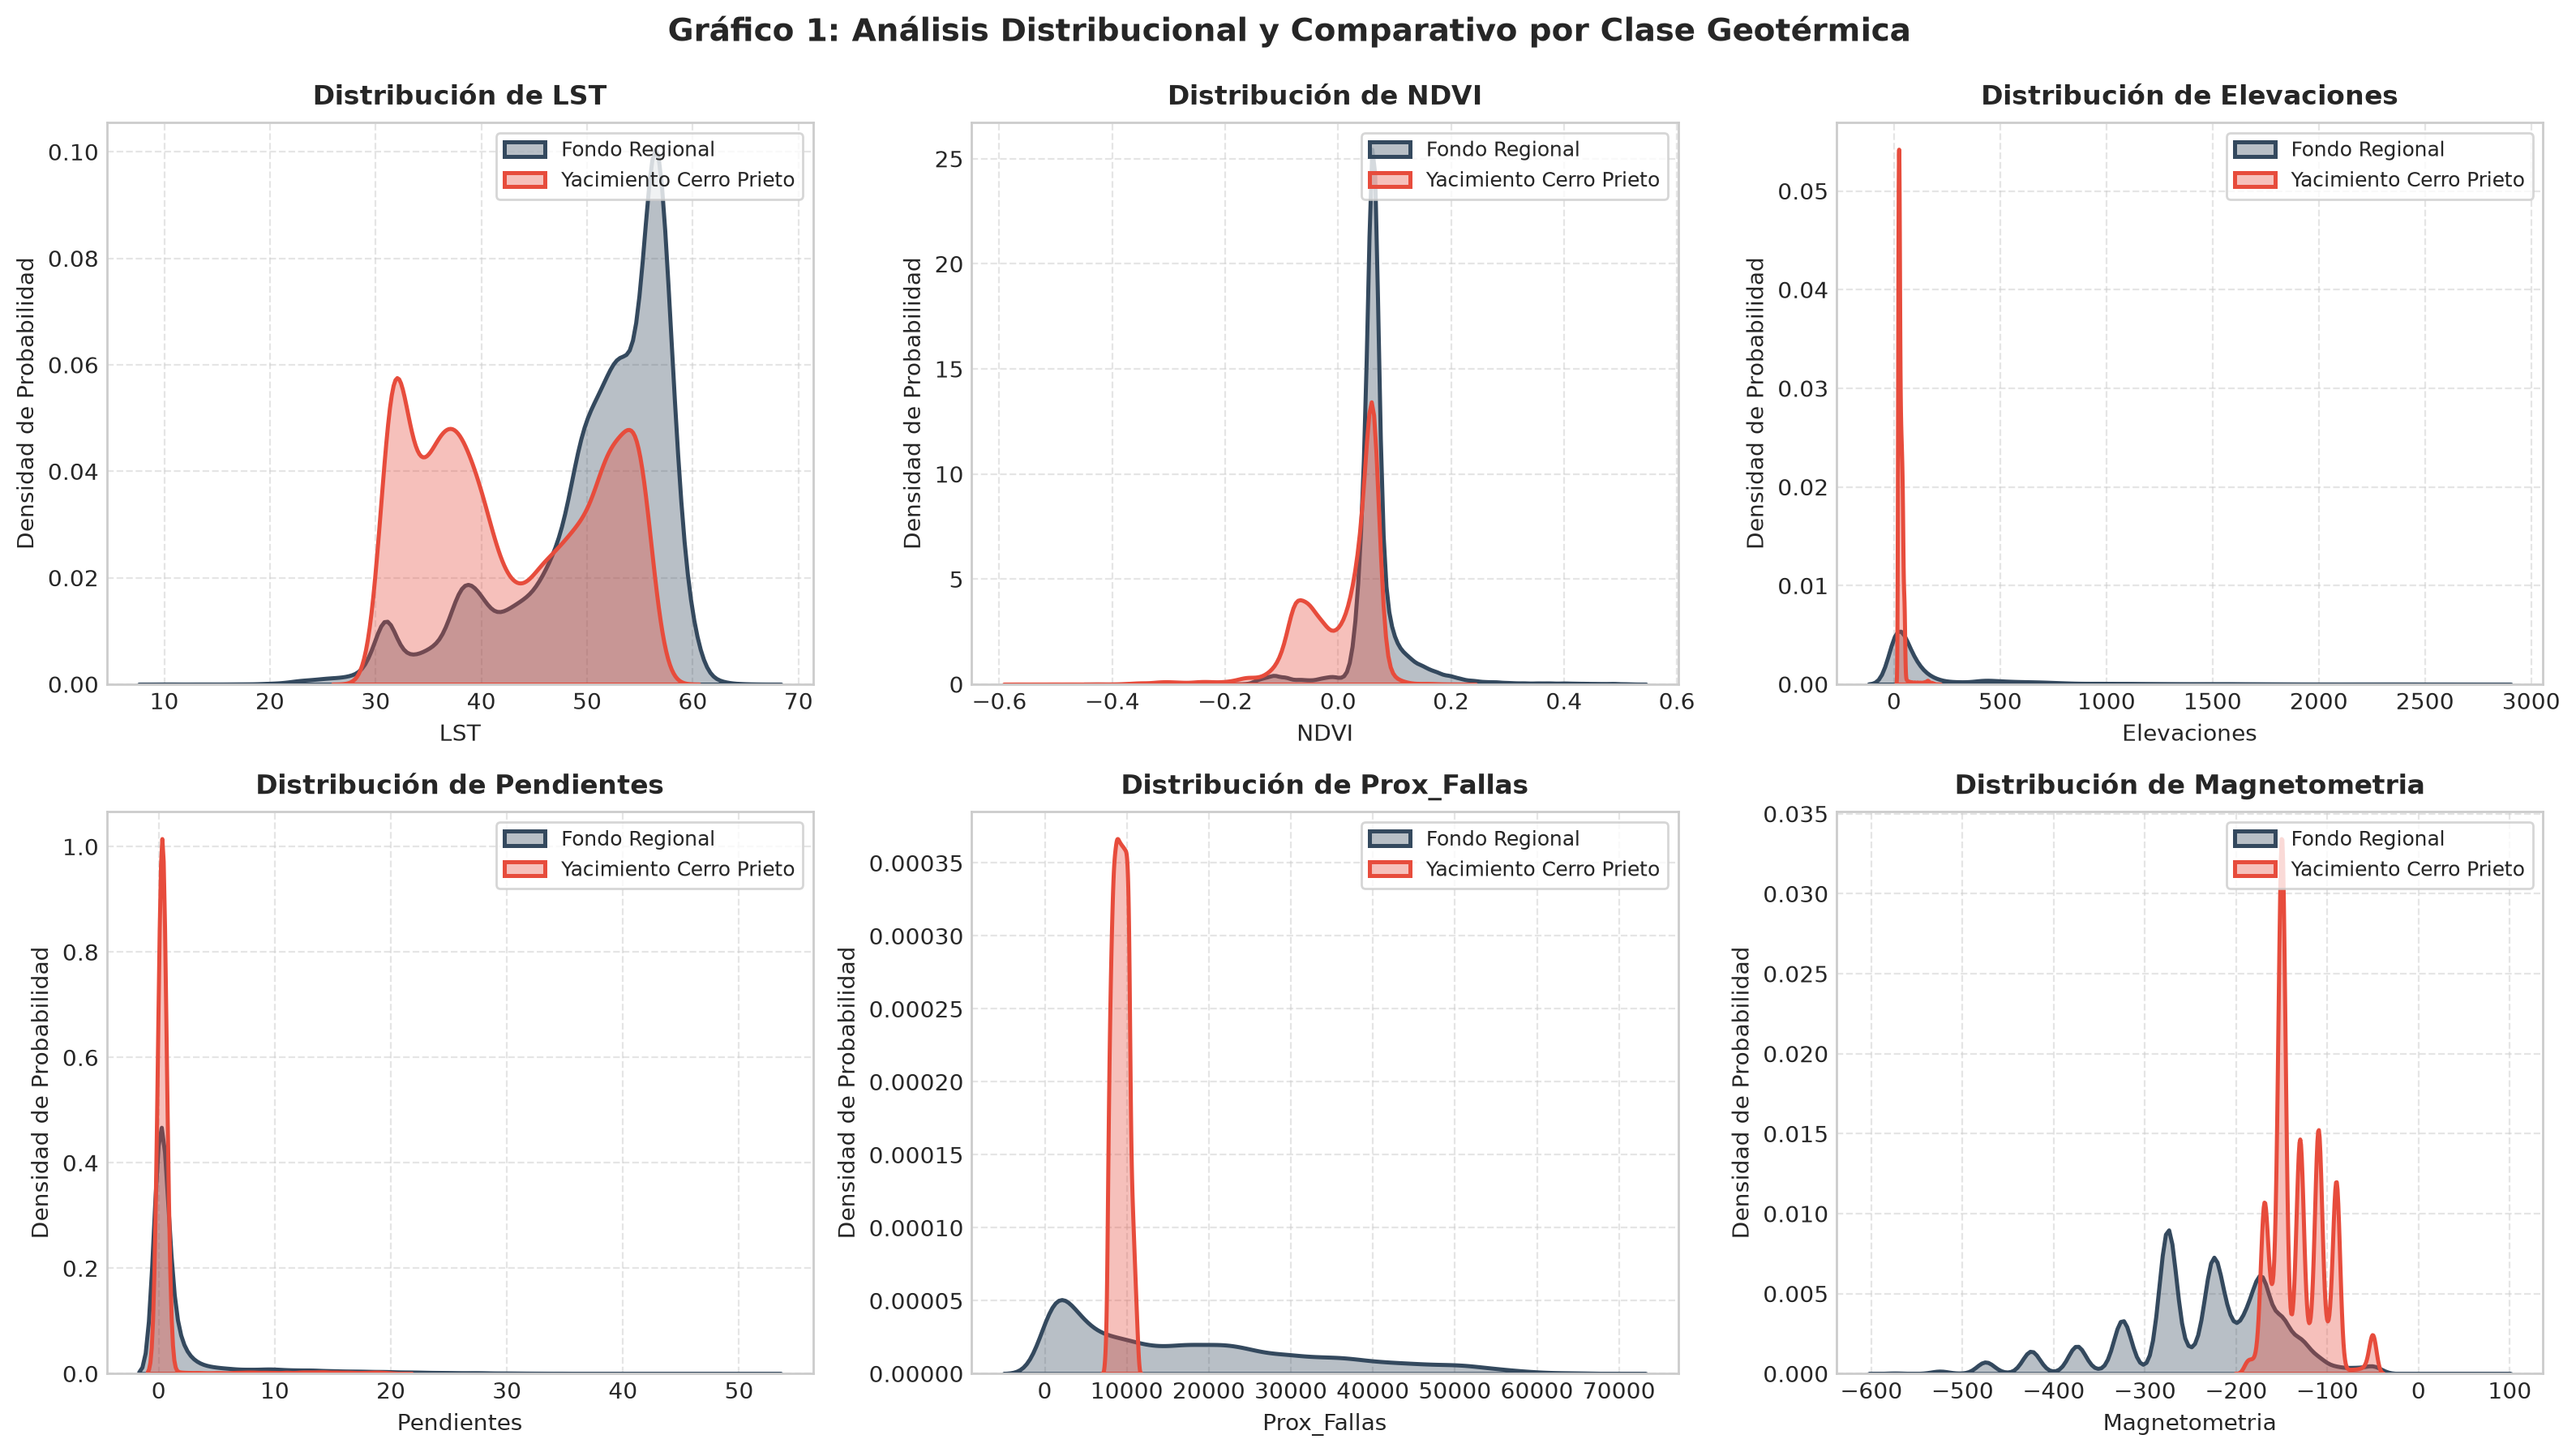 Gráfico 1: Análisis Distribucional y Comparativo por Clase Geotérmica
Distribución de LST
Densidad de Probabilidad
0.10
0.08
0.06
0.04
0.02
0.00
Fondo Regional
Yacimiento Cerro Prieto
10 20 30 40 50 60 70
LST
Distribución de NDVI
Densidad de Probabilidad
25
20
15
10
5
0
Fondo Regional
Yacimiento Cerro Prieto
−0.6 −0.4 −0.2 0.0 0.2 0.4 0.6
NDVI
Distribución de Elevaciones
Densidad de Probabilidad
0.05
0.04
0.03
0.02
0.01
0.00
Fondo Regional
Yacimiento Cerro Prieto
0 500 1000 1500 2000 2500 3000
Elevaciones
Distribución de Pendientes
Densidad de Probabilidad
1.0
0.8
0.6
0.4
0.2
0.0
Fondo Regional
Yacimiento Cerro Prieto
0 10 20 30 40 50
Pendientes
Distribución de Prox_Fallas
Densidad de Probabilidad
0.00035
0.00030
0.00025
0.00020
0.00015
0.00010
0.00005
0.00000
Fondo Regional
Yacimiento Cerro Prieto
0 10000 20000 30000 40000 50000 60000 70000
Prox_Fallas
Distribución de Magnetometria
Densidad de Probabilidad
0.035
0.030
0.025
0.020
0.015
0.010
0.005
0.000
Fondo Regional
Yacimiento Cerro Prieto
−600 −500 −400 −300 −200 −100 0 100
Magnetometria